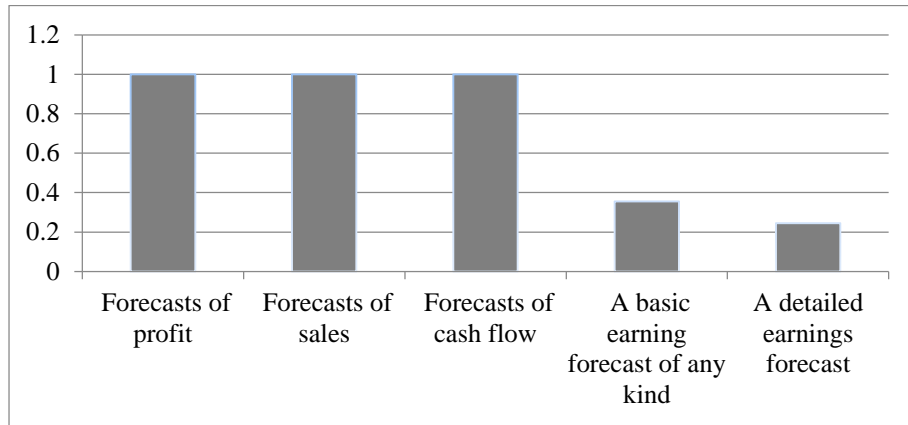 1.2
1
0.8
0.6
0.4
0.2
0
Forecasts of
profit
Forecasts of
sales
Forecasts of
cash flow
A basic
earning
forecast of any
kind
A detailed
earnings
forecast